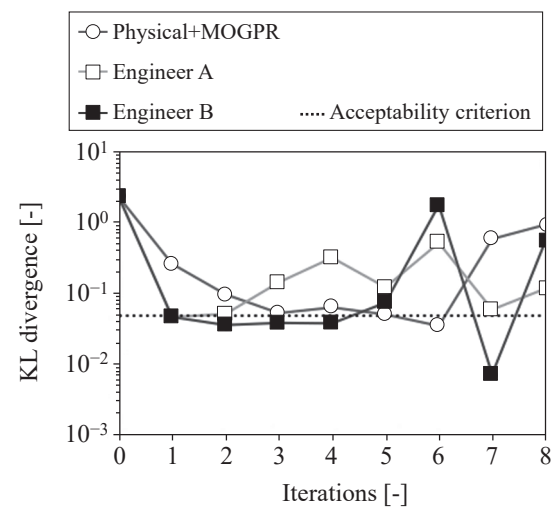 Physical+MOGPR
Engineer A
Engineer B
Acceptability criterion
KL divergence [-]
10¹
10⁰
10⁻¹
10⁻²
10⁻³
0 1 2 3 4 5 6 7 8
Iterations [-]